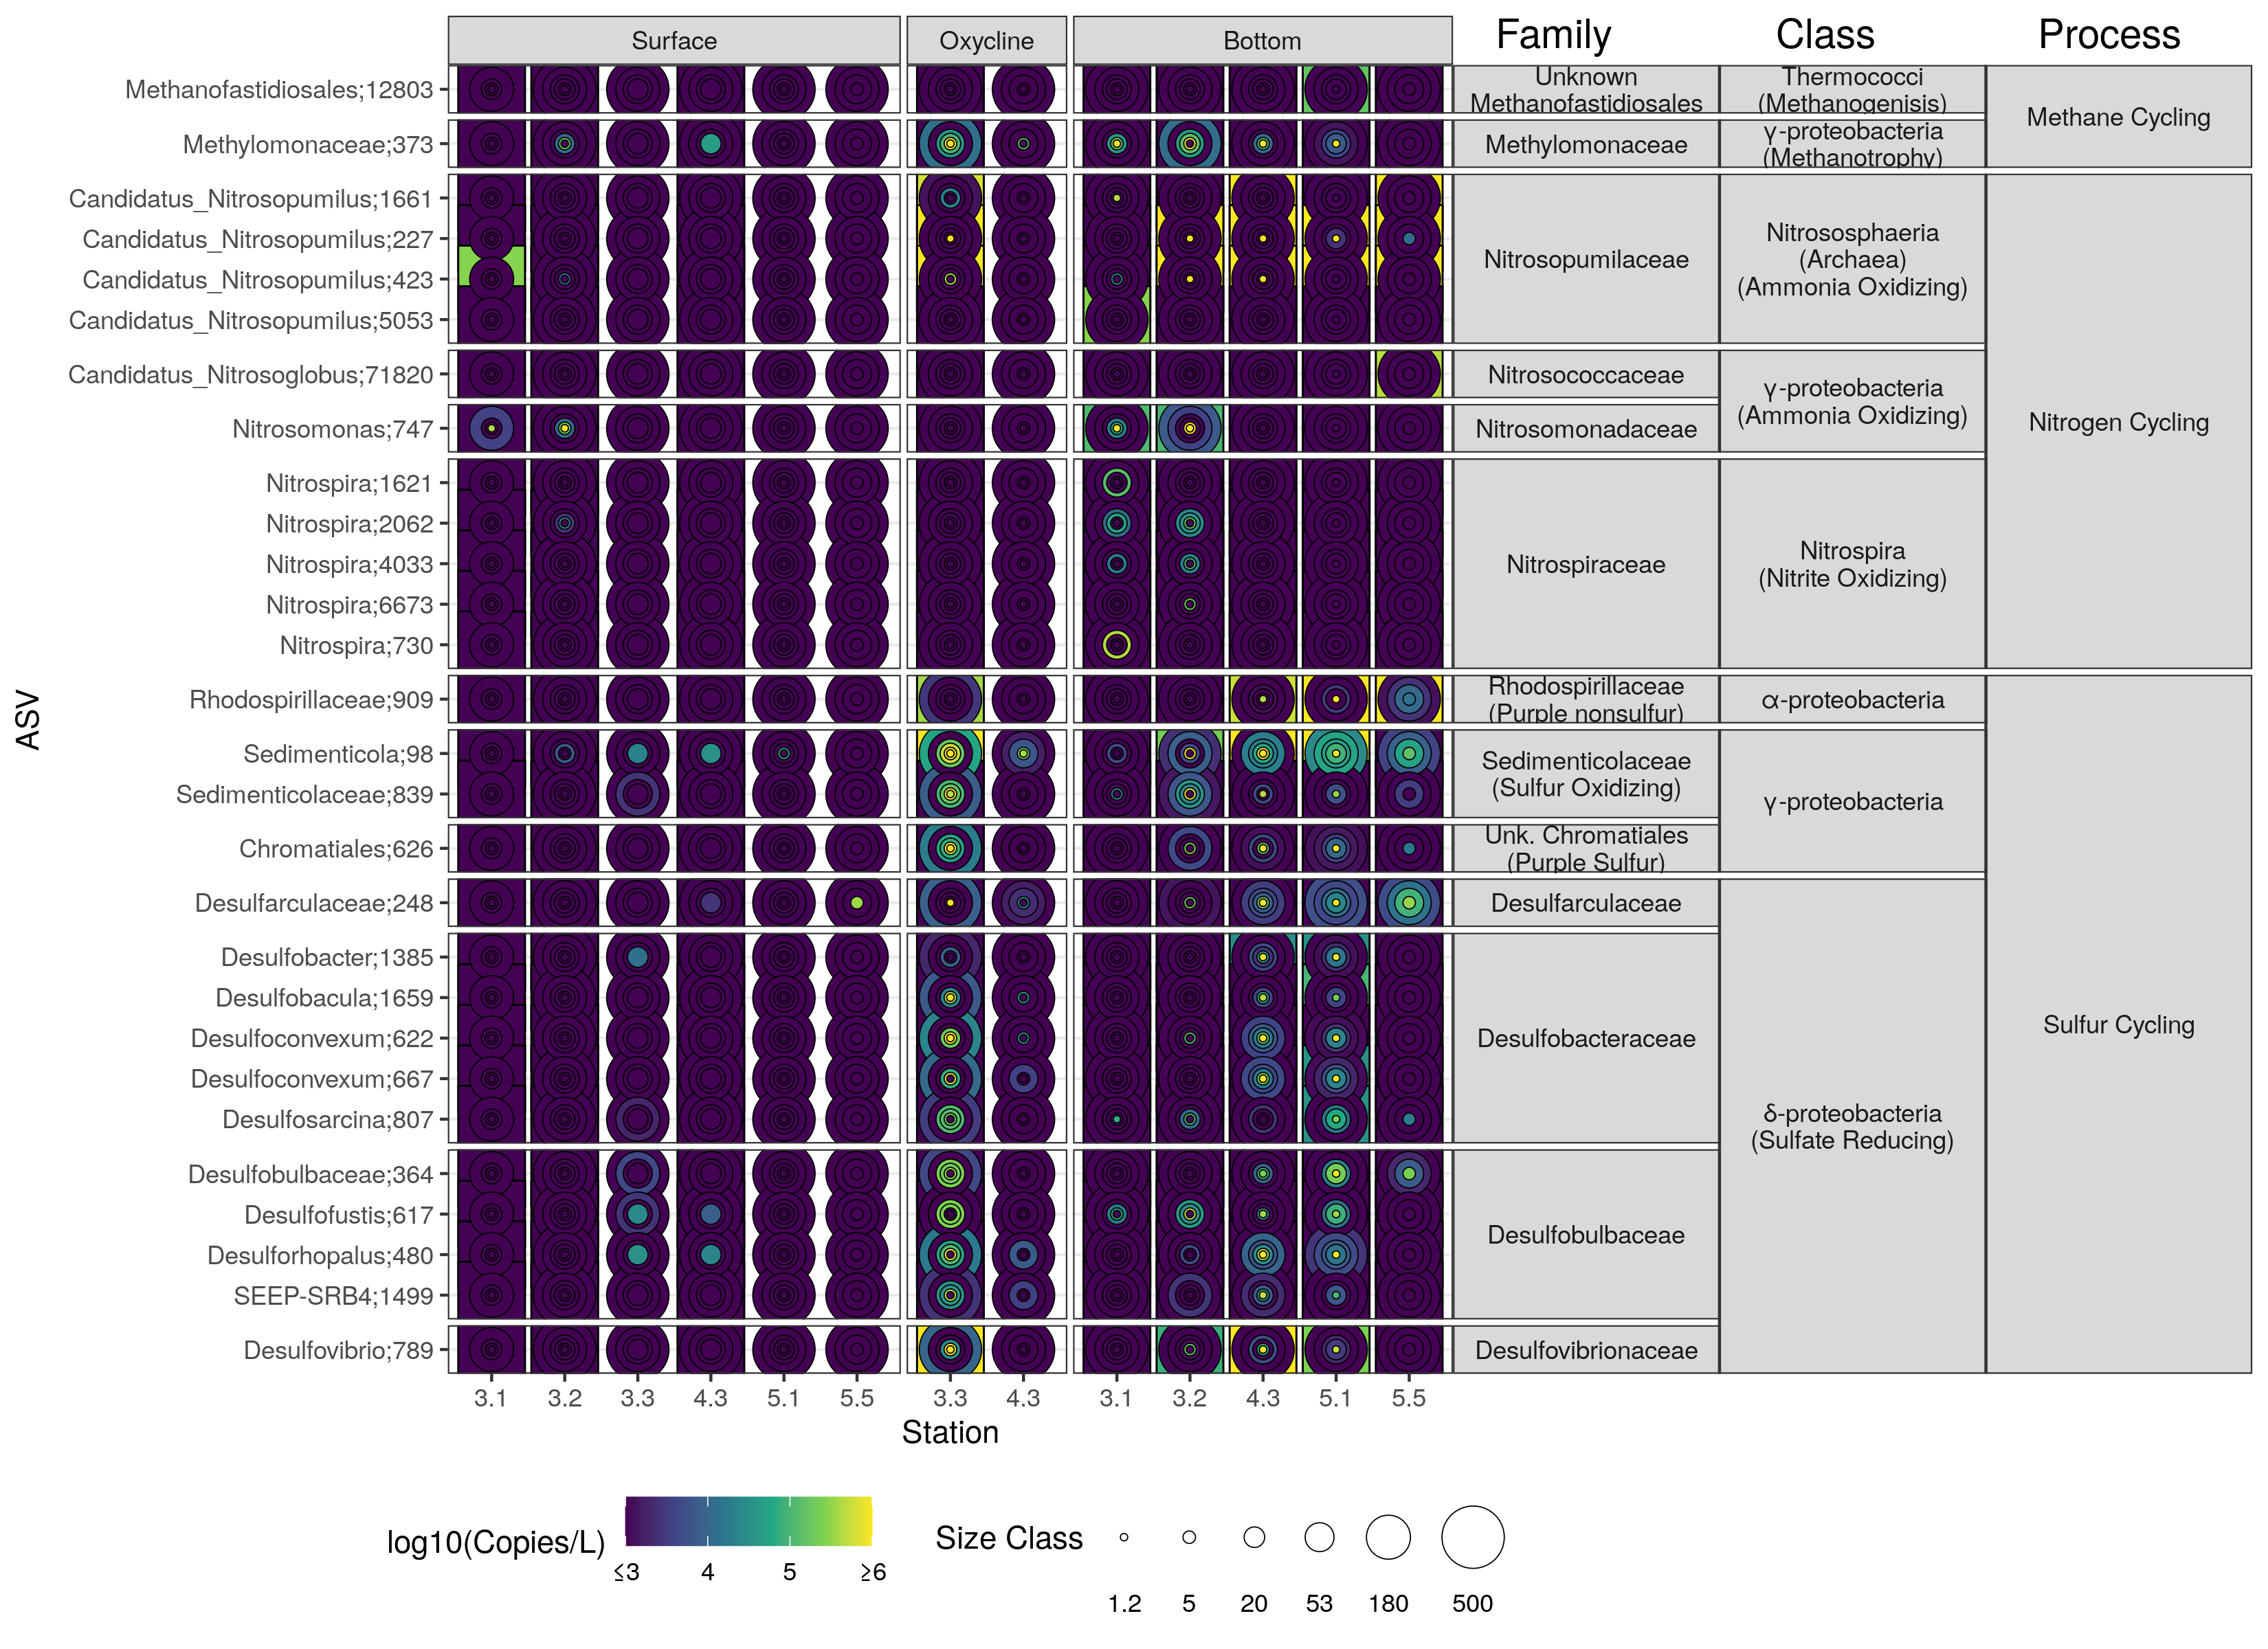 Surface Oxycline Bottom Family Class Process
Methanofastidiosales;12803 Unknown Thermococci
Methanofastidiosales (Methanogenisis)
Methane Cycling
Methylomonaceae;373 Methylomonaceae γ-proteobacteria
(Methanotrophy)
Candidatus_Nitrosopumilus;1661
Candidatus_Nitrosopumilus;227
Candidatus_Nitrosopumilus;423
Candidatus_Nitrosopumilus;5053
Nitrosopumilaceae
Nitrososphaeria
(Archaea)
(Ammonia Oxidizing)
Candidatus_Nitrosoglobus;71820 Nitrosococcaceae
γ-proteobacteria
(Ammonia Oxidizing)
Nitrogen Cycling
Nitrosomonas;747 Nitrosomonadaceae
Nitrospira;1621
Nitrospira;2062
Nitrospira;4033
Nitrospira;6673
Nitrospira;730
Nitrospiraceae
Nitrospira
(Nitrite Oxidizing)
Rhodospirillaceae;909 Rhodospirillaceae
(Purple nonsulfur)
α-proteobacteria
Sedimenticola;98
Sedimenticolaceae;839
Sedimenticolaceae
(Sulfur Oxidizing)
γ-proteobacteria
Chromatiales;626 Unk. Chromatiales
(Purple Sulfur)
Desulfarculaceae;248 Desulfarculaceae
Desulfobacter;1385
Desulfobacula;1659
Desulfoconvexum;622
Desulfoconvexum;667
Desulfosarcina;807
Desulfobacteraceae
Sulfur Cycling
δ-proteobacteria
(Sulfate Reducing)
Desulfobulbaceae;364
Desulfofustis;617
Desulforhopalus;480
SEEP-SRB4;1499
Desulfobulbaceae
Desulfovibrio;789 Desulfovibrionaceae
ASV
3.1 3.2 3.3 4.3 5.1 5.5 3.3 4.3 3.1 3.2 4.3 5.1 5.5
Station
log10(Copies/L)
≤3 4 5 ≥6
Size Class
1.2 5 20 53 180 500